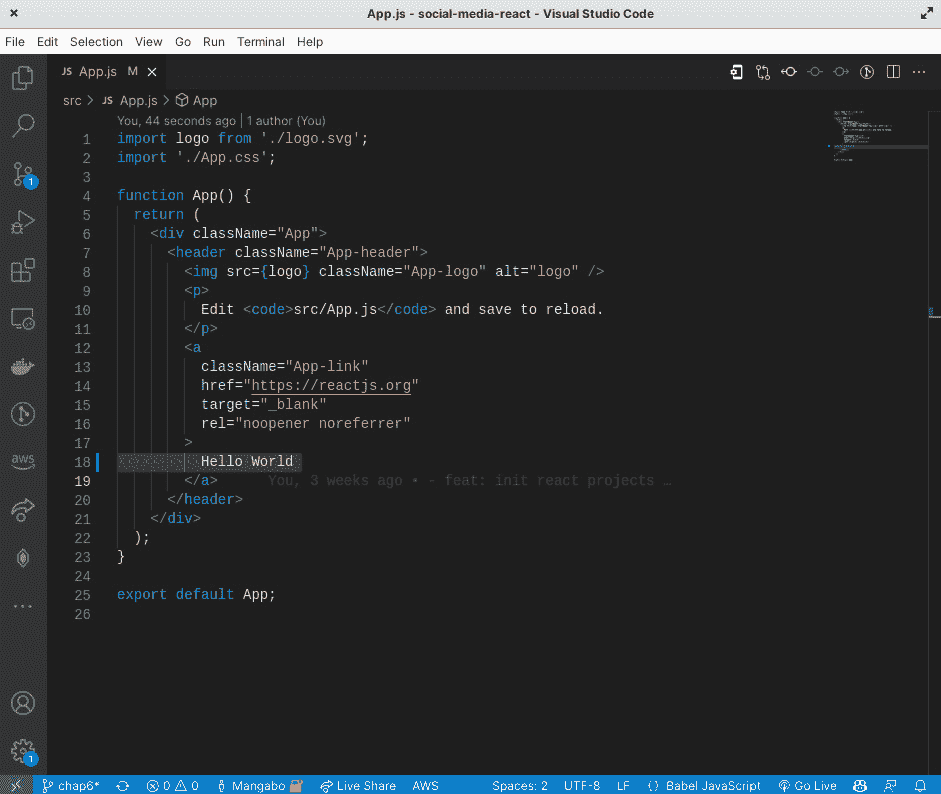 App.js - social-media-react - Visual Studio Code
File Edit Selection View Go Run Terminal Help
JS App.js M
src > JS App.js > App
You, 44 seconds ago | 1 author (You)
1 import logo from './logo.svg';
2 import './App.css';
3
4 function App() {
5 return (
6 <div className="App">
7 <header className="App-header">
8 <img src={logo} className="App-logo" alt="logo" />
9 <p>
10 Edit <code>src/App.js</code> and save to reload.
11 </p>
12 <a
13 className="App-link"
14 href="https://reactjs.org"
15 target="_blank"
16 rel="noopener noreferrer"
17 >
18 Hello World
19 </a> You, 3 weeks ago • - feat: init react projects …
20 </header>
21 </div>
22 );
23 }
24
25 export default App;
26
1
aws
1
chap6* 0 0 Mangabo Live Share AWS Spaces: 2 UTF-8 LF {} Babel JavaScript Go Live